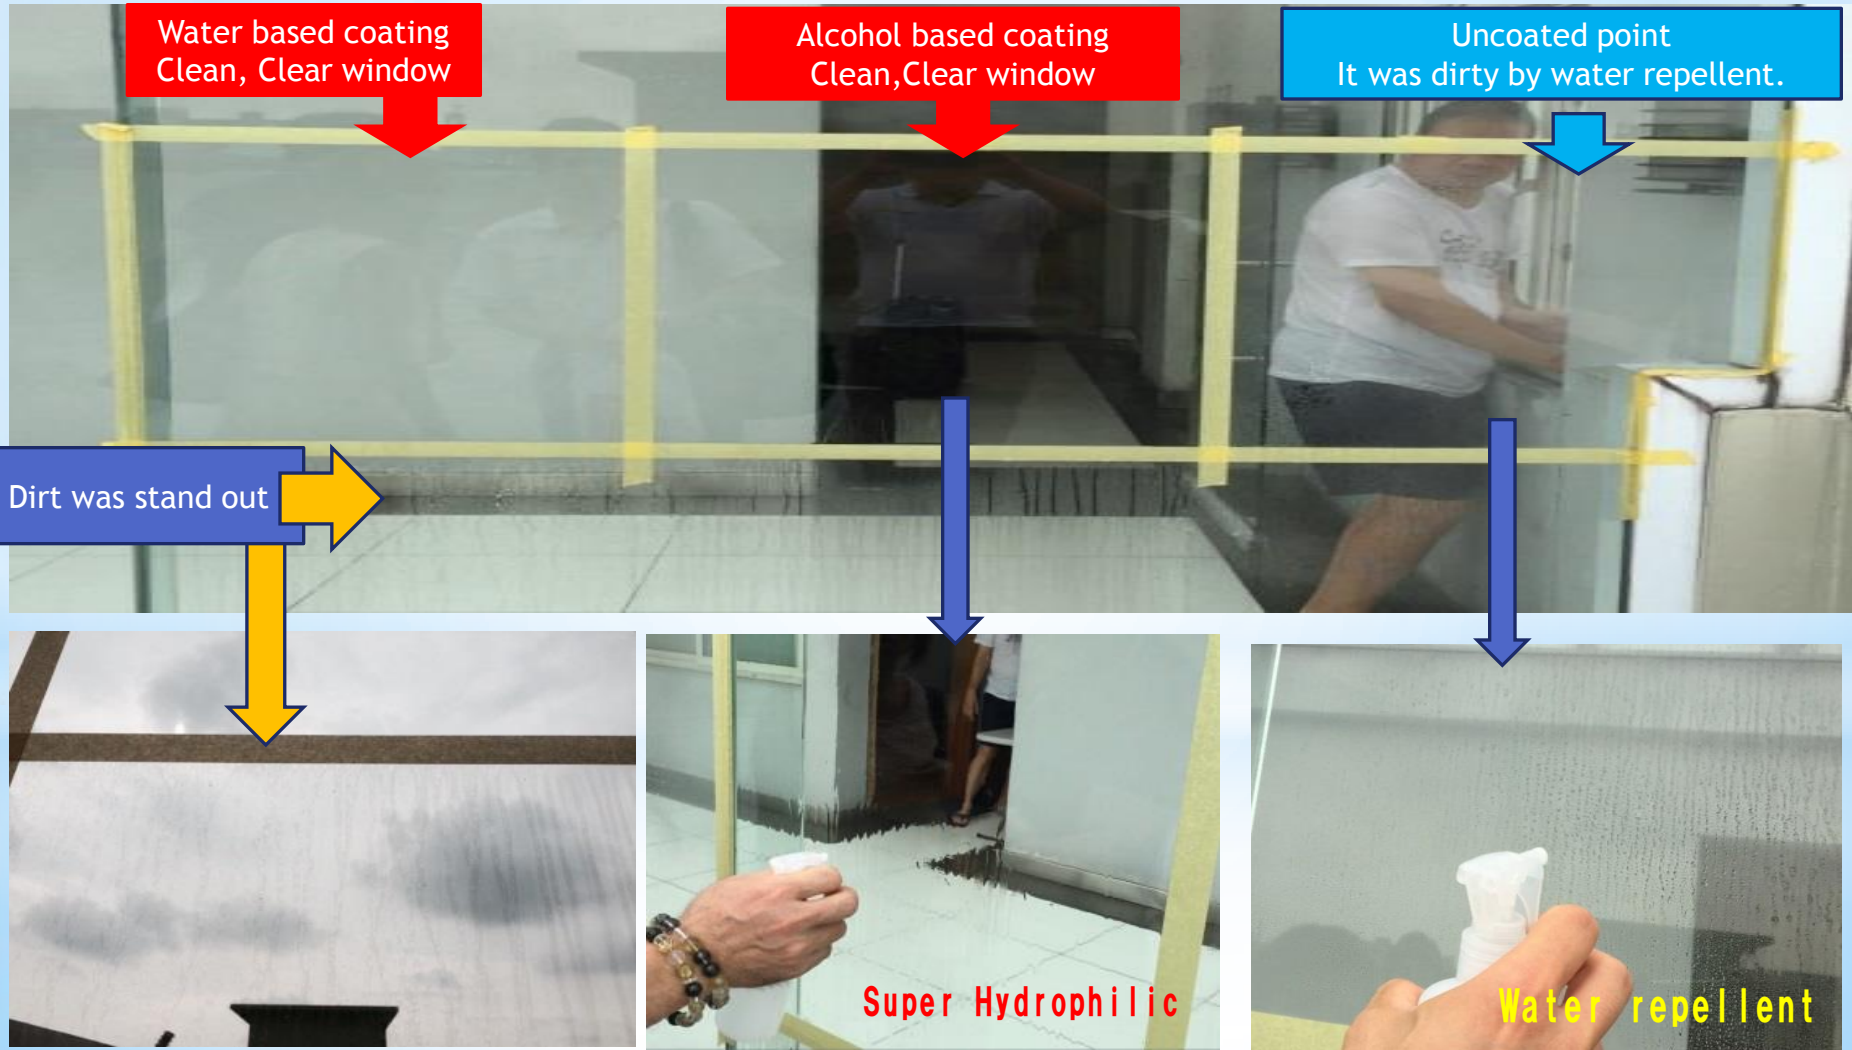 Water based coating
Clean, Clear window
Alcohol based coating
Clean,Clear window
Uncoated point
It was dirty by water repellent.
Dirt was stand out
Super Hydrophilic
Water repellent